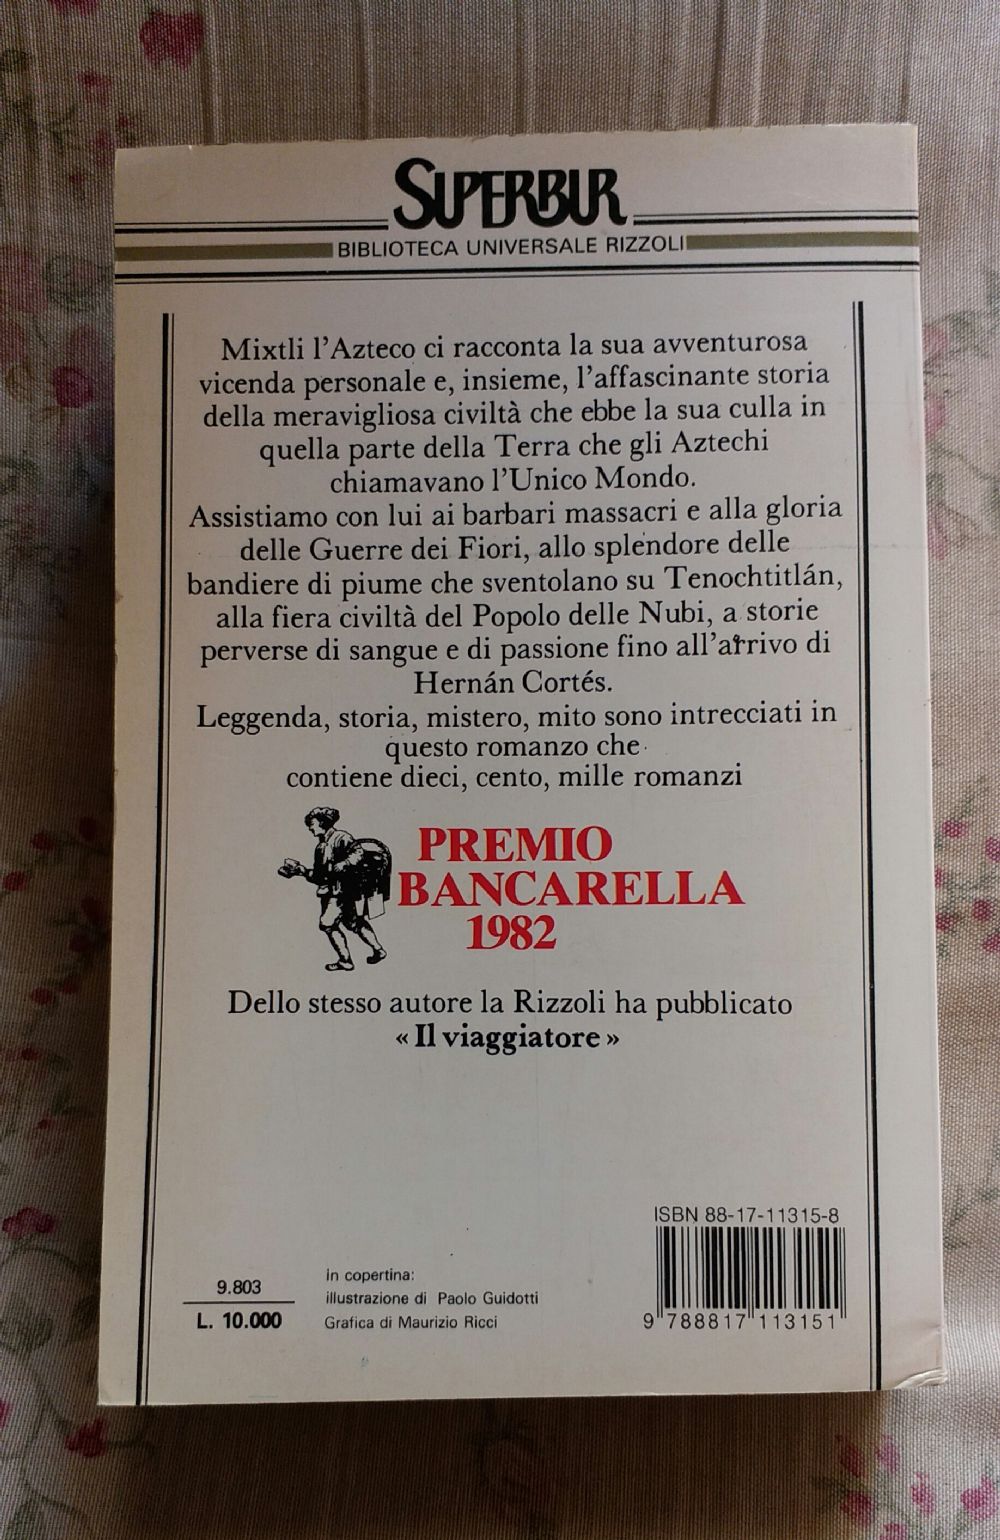 SUPERBUR
BIBLIOTECA UNIVERSALE RIZZOLI
Mixtli l'Azteco ci racconta la sua avventurosa
vicenda personale e, insieme, l'affascinante storia
della meravigliosa civiltà che ebbe la sua culla in
quella parte della Terra che gli Aztechi
chiamavano l'Unico Mondo.
Assistiamo con lui ai barbari massacri e alla gloria
delle Guerre dei Fiori, allo splendore delle
bandiere di piume che sventolano su Tenochtitlán,
alla fiera civiltà del Popolo delle Nubi, a storie
perverse di sangue e di passione fino all'arrivo di
Hernán Cortés.
Leggenda, storia, mistero, mito sono intrecciati in
questo romanzo che
contiene dieci, cento, mille romanzi
PREMIO
BANCARELLA
1982
Dello stesso autore la Rizzoli ha pubblicato
«Il viaggiatore»
ISBN 88-17-11315-8
9 788817 113151
9.803
L. 10.000
in copertina:
illustrazione di Paolo Guidotti
Grafica di Maurizio Ricci